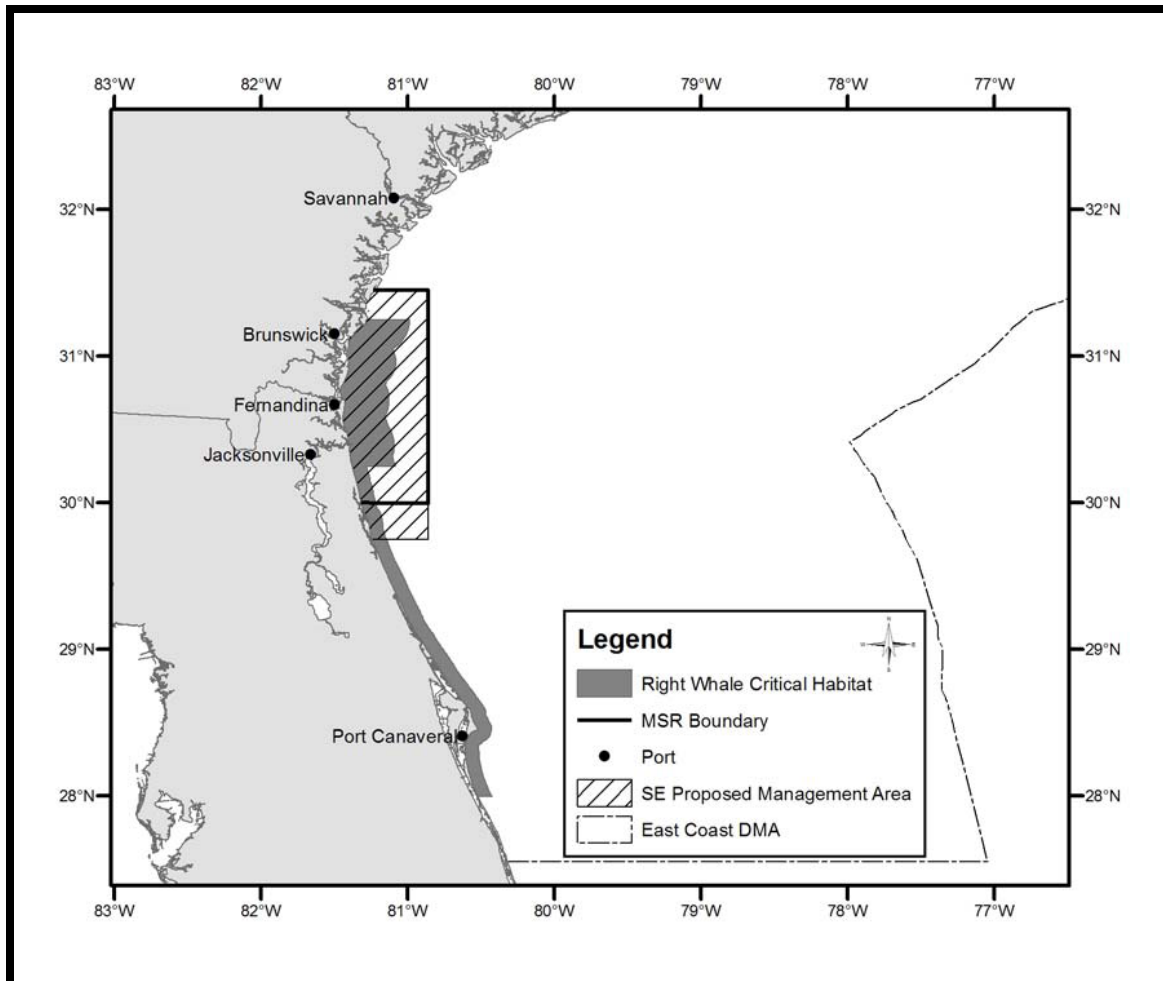 83°W 82°W 81°W 80°W 79°W 78°W 77°W
Savannah
32°N 32°N
Brunswick
31°N 31°N
Fernandina
Jacksonville
30°N 30°N
29°N 29°N
Legend
Right Whale Critical Habitat
MSR Boundary
Port Canaveral
Port
SE Proposed Management Area
28°N 28°N
East Coast DMA
83°W 82°W 81°W 80°W 79°W 78°W 77°W